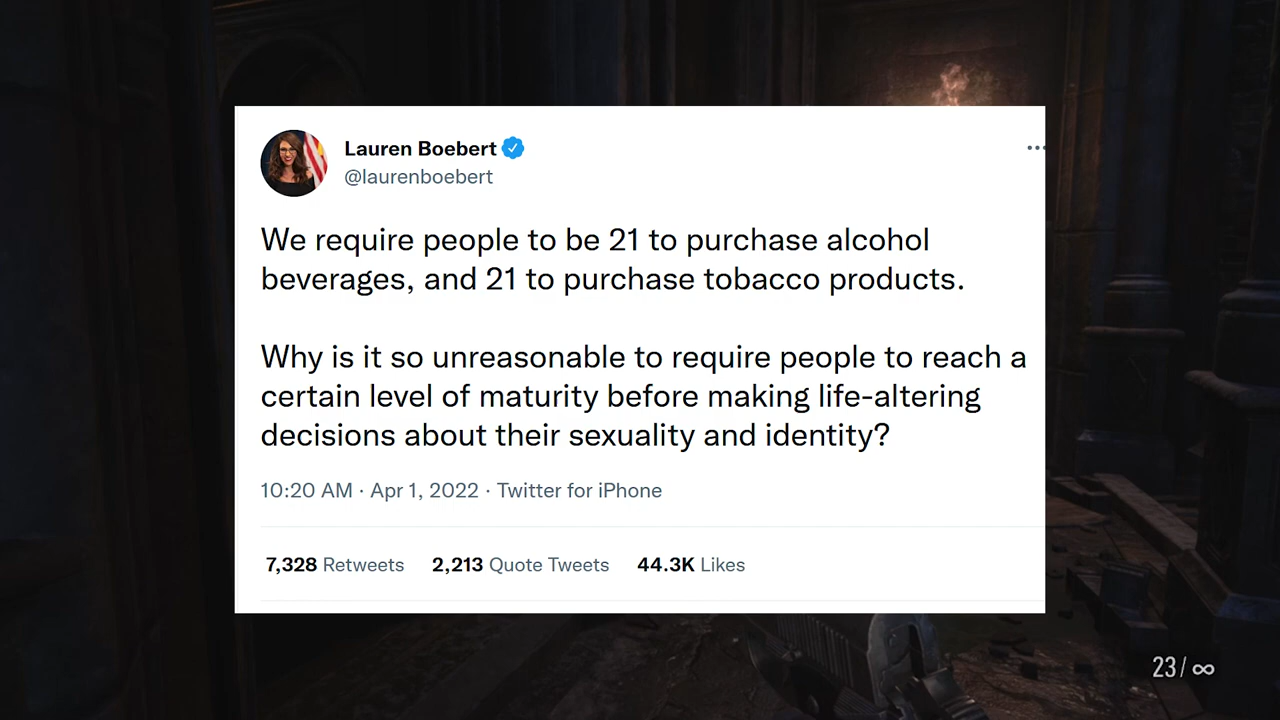 Lauren Boebert
@laurenboebert
We require people to be 21 to purchase alcohol
beverages, and 21 to purchase tobacco products.
Why is it so unreasonable to require people to reach a
certain level of maturity before making life-altering
decisions about their sexuality and identity?
10:20 AM · Apr 1, 2022 · Twitter for iPhone
7,328 Retweets 2,213 Quote Tweets 44.3K Likes
23/∞